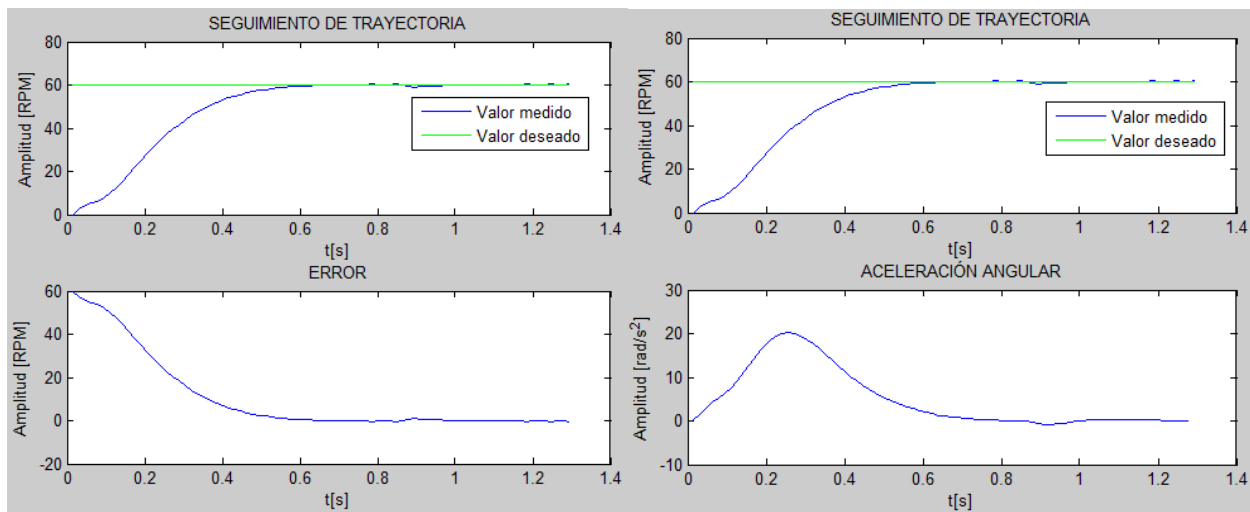 SEGUIMIENTO DE TRAYECTORIA
80
60
40
20
0
Amplitud [RPM]
Valor medido
Valor deseado
0 0.2 0.4 0.6 0.8 1 1.2 1.4
t[s]
SEGUIMIENTO DE TRAYECTORIA
80
60
40
20
0
Amplitud [RPM]
Valor medido
Valor deseado
0 0.2 0.4 0.6 0.8 1 1.2 1.4
t[s]
ERROR
60
40
20
0
-20
Amplitud [RPM]
0 0.2 0.4 0.6 0.8 1 1.2 1.4
t[s]
ACELERACIÓN ANGULAR
30
20
10
0
-10
Amplitud [rad/s²]
0 0.2 0.4 0.6 0.8 1 1.2 1.4
t[s]